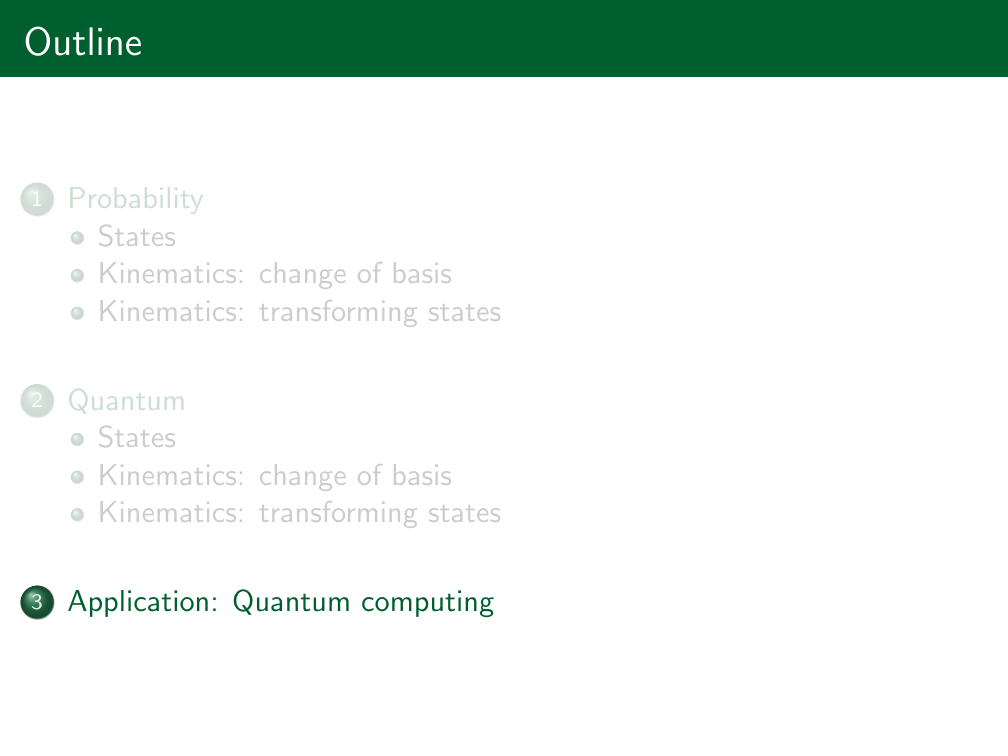 Outline
1 Probability
States
Kinematics: change of basis
Kinematics: transforming states
2 Quantum
States
Kinematics: change of basis
Kinematics: transforming states
3 Application: Quantum computing